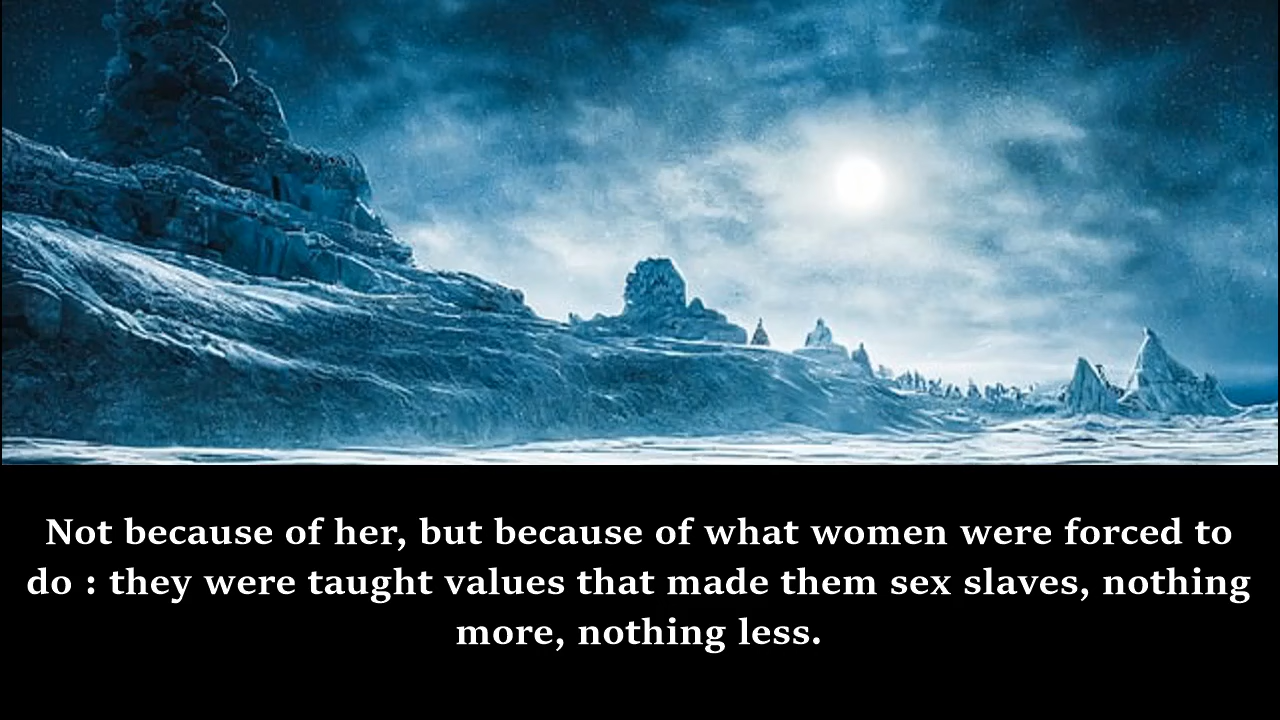 Not because of her, but because of what women were forced to
do : they were taught values that made them sex slaves, nothing
more, nothing less.